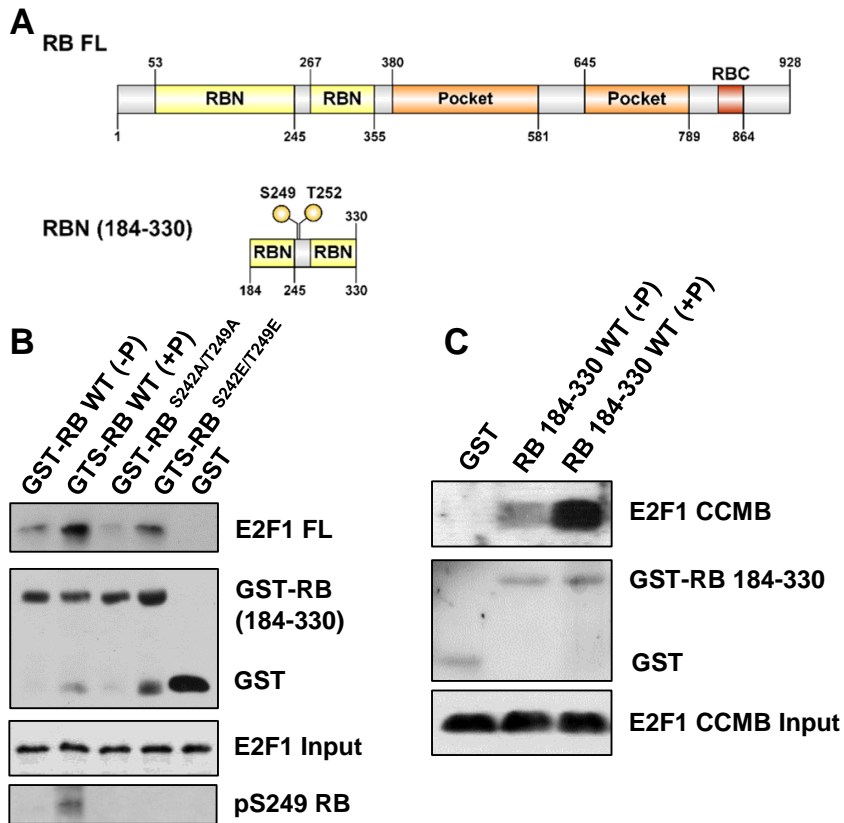 A
RB FL
53 267 380 645 928
RBC
RBN RBN Pocket Pocket
1 245 355 581 789 864
S249 T252
330
RBN (184-330)
RBN RBN
184 245 330
B
GST-RB WT (-P)
GTS-RB WT (+P)
GST-RB S242A/T249A
GTS-RB S242E/T249E
GST
E2F1 FL
GST-RB
(184-330)
GST
E2F1 Input
pS249 RB
C
GST
RB 184-330 WT (-P)
RB 184-330 WT (+P)
E2F1 CCMB
GST-RB 184-330
GST
E2F1 CCMB Input